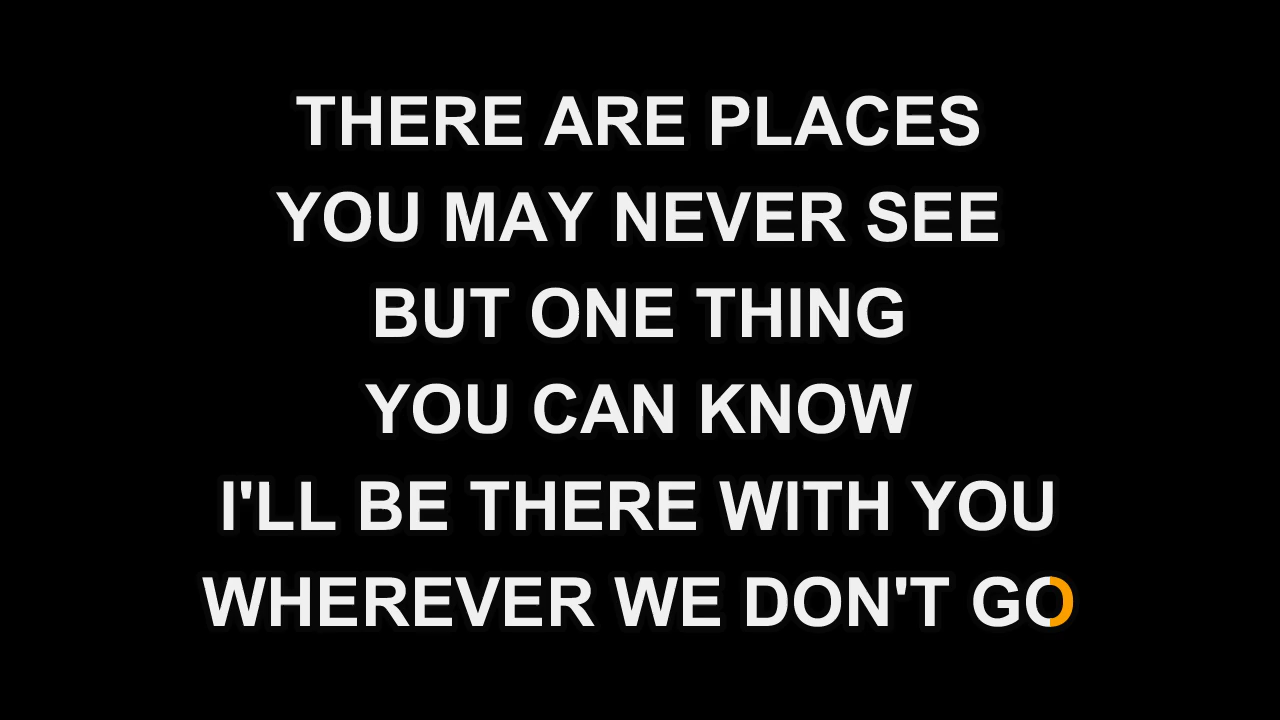 THERE ARE PLACES
YOU MAY NEVER SEE
BUT ONE THING
YOU CAN KNOW
I'LL BE THERE WITH YOU
WHEREVER WE DON'T GO